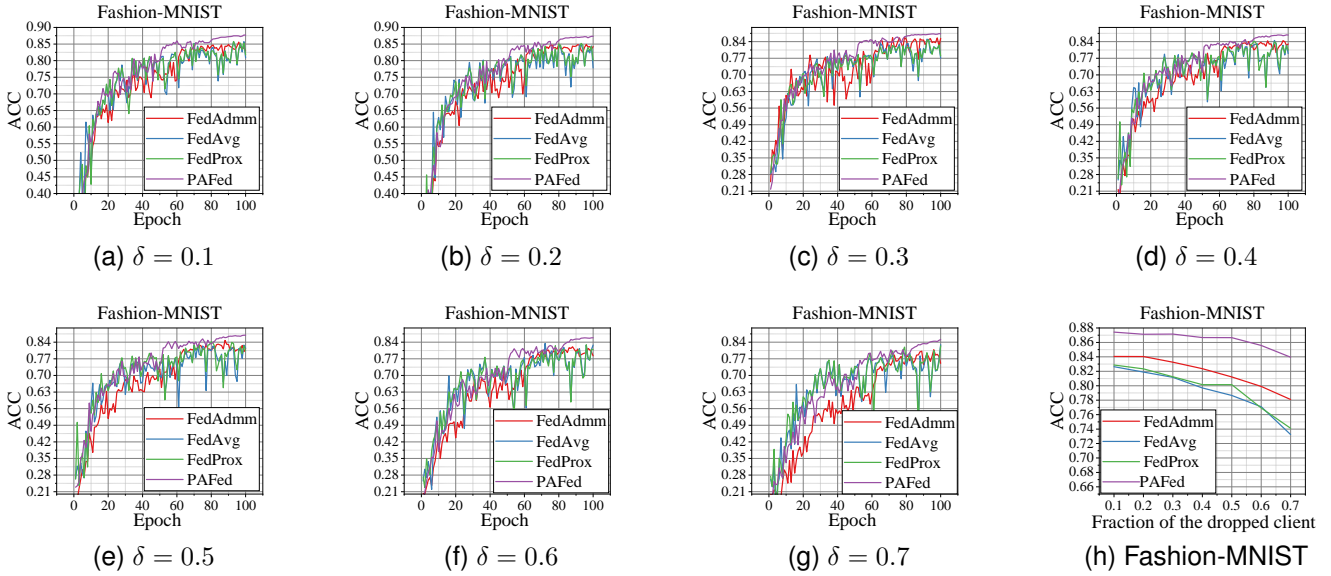 Fashion-MNIST
ACC
0.90
0.85
0.80
0.75
0.70
0.65
0.60
0.55
0.50
0.45
0.40
FedAdmm
FedAvg
FedProx
PAFed
0 20 40 60 80 100
Epoch
(a) δ = 0.1
Fashion-MNIST
ACC
0.90
0.85
0.80
0.75
0.70
0.65
0.60
0.55
0.50
0.45
0.40
FedAdmm
FedAvg
FedProx
PAFed
0 20 40 60 80 100
Epoch
(b) δ = 0.2
Fashion-MNIST
ACC
0.84
0.77
0.70
0.63
0.56
0.49
0.42
0.35
0.28
0.21
FedAdmm
FedAvg
FedProx
PAFed
0 20 40 60 80 100
Epoch
(c) δ = 0.3
Fashion-MNIST
ACC
0.84
0.77
0.70
0.63
0.56
0.49
0.42
0.35
0.28
0.21
FedAdmm
FedAvg
FedProx
PAFed
0 20 40 60 80 100
Epoch
(d) δ = 0.4
Fashion-MNIST
ACC
0.84
0.77
0.70
0.63
0.56
0.49
0.42
0.35
0.28
0.21
FedAdmm
FedAvg
FedProx
PAFed
0 20 40 60 80 100
Epoch
(e) δ = 0.5
Fashion-MNIST
ACC
0.84
0.77
0.70
0.63
0.56
0.49
0.42
0.35
0.28
0.21
FedAdmm
FedAvg
FedProx
PAFed
0 20 40 60 80 100
Epoch
(f) δ = 0.6
Fashion-MNIST
ACC
0.84
0.77
0.70
0.63
0.56
0.49
0.42
0.35
0.28
0.21
FedAdmm
FedAvg
FedProx
PAFed
0 20 40 60 80 100
Epoch
(g) δ = 0.7
Fashion-MNIST
ACC
0.88
0.86
0.84
0.82
0.80
0.78
0.76
0.74
0.72
0.70
0.68
0.66
FedAdmm
FedAvg
FedProx
PAFed
0.1 0.2 0.3 0.4 0.5 0.6 0.7
Fraction of the dropped client
(h) Fashion-MNIST